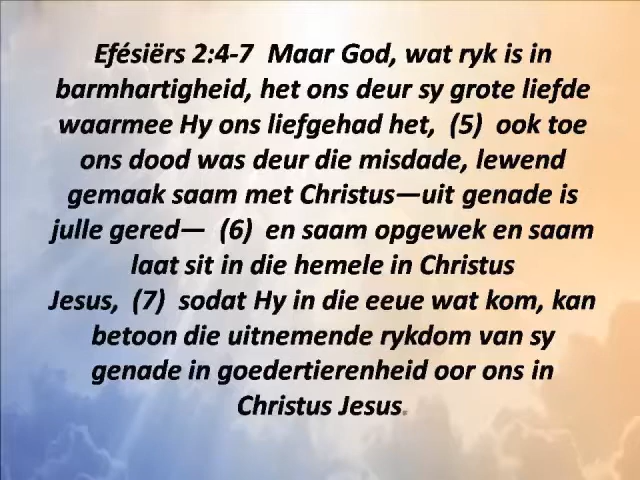 Efésiërs 2:4-7  Maar God, wat ryk is in
barmhartigheid, het ons deur sy grote liefde
waarmee Hy ons liefgehad het,  (5)  ook toe
ons dood was deur die misdade, lewend
gemaak saam met Christus—uit genade is
julle gered—  (6)  en saam opgewek en saam
laat sit in die hemele in Christus
Jesus,  (7)  sodat Hy in die eeue wat kom, kan
betoon die uitnemende rykdom van sy
genade in goedertierenheid oor ons in
Christus Jesus.